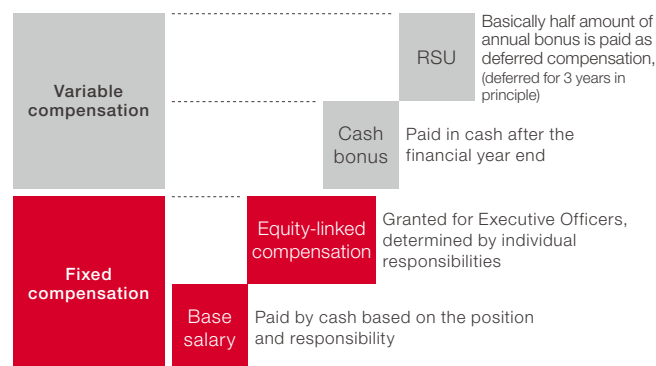 Variable
compensation
RSU
Basically half amount of
annual bonus is paid as
deferred compensation,
(deferred for 3 years in
principle)
Cash
bonus
Paid in cash after the
financial year end
Fixed
compensation
Equity-linked
compensation
Granted for Executive Officers,
determined by individual
responsibilities
Base
salary
Paid by cash based on the position
and responsibility